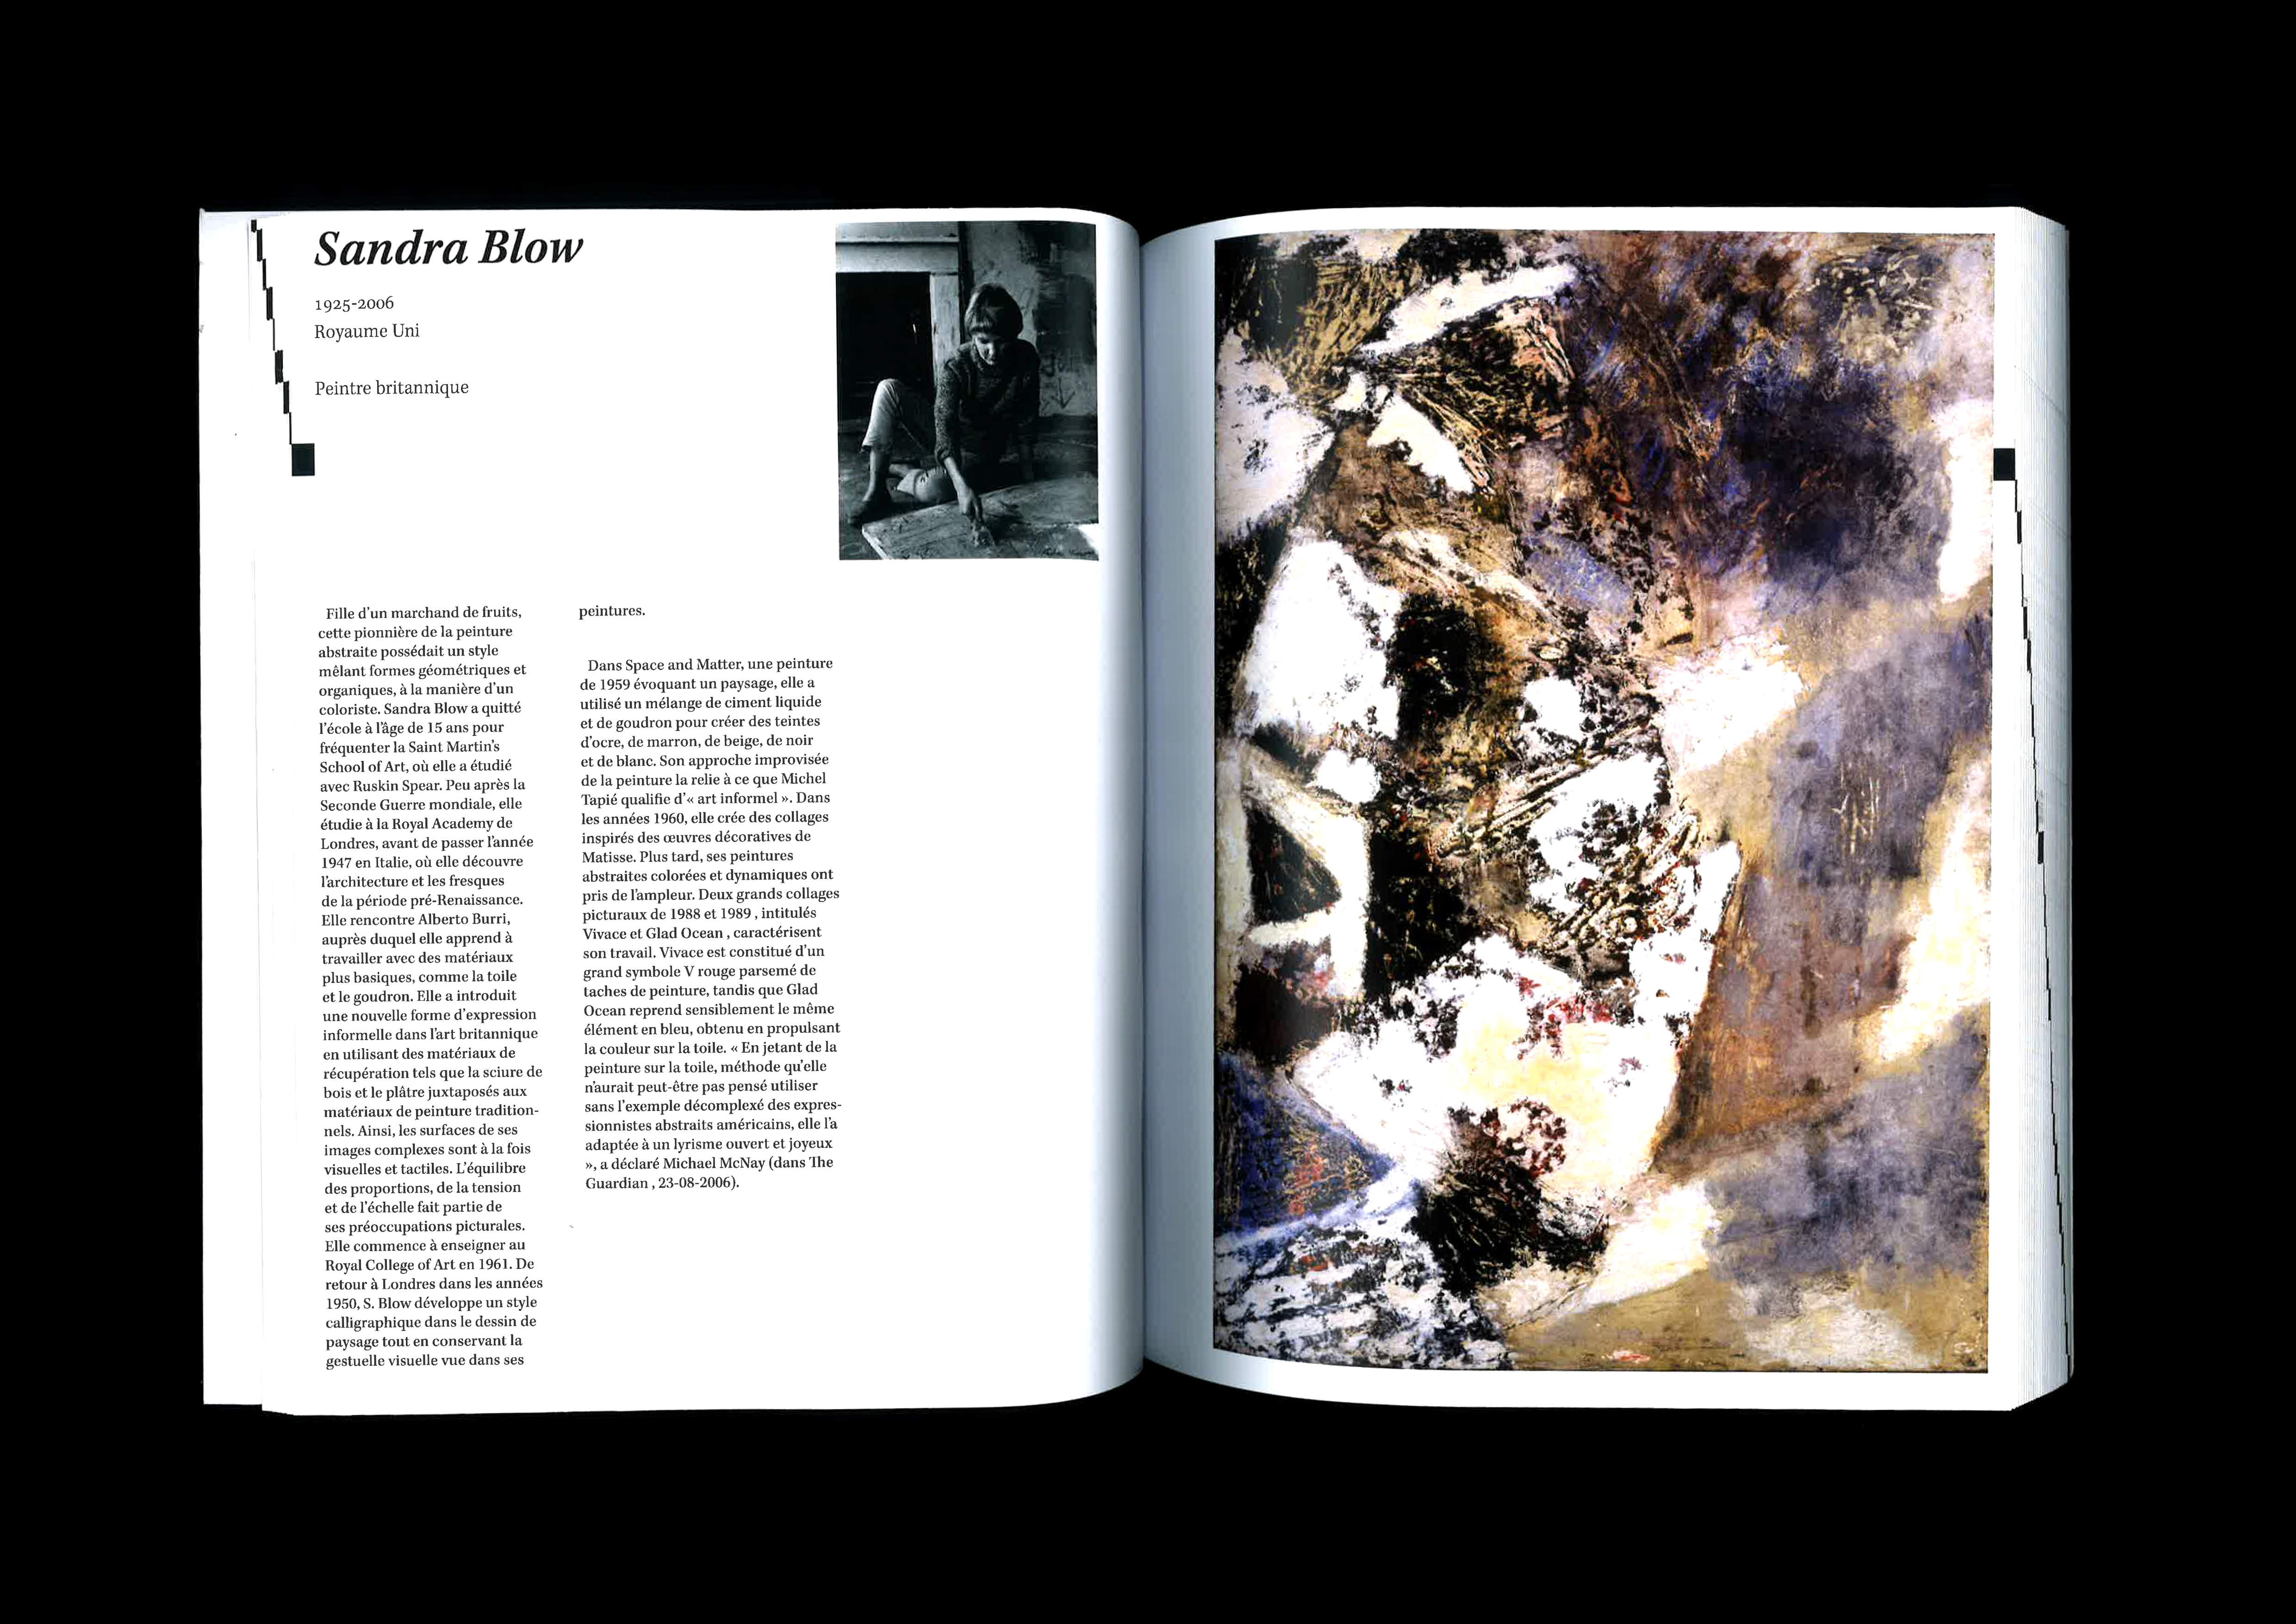 Sandra Blow
1925-2006
Royaume Uni
Peintre britannique
Fille d'un marchand de fruits,
cette pionnière de la peinture
abstraite possédait un style
mêlant formes géométriques et
organiques, à la manière d'un
coloriste. Sandra Blow a quitté
l'école à l'âge de 15 ans pour
fréquenter la Saint Martin's
School of Art, où elle a étudié
avec Ruskin Spear. Peu après la
Seconde Guerre mondiale, elle
étudie à la Royal Academy de
Londres, avant de passer l'année
1947 en Italie, où elle découvre
l'architecture et les fresques
de la période pré-Renaissance.
Elle rencontre Alberto Burri,
auprès duquel elle apprend à
travailler avec des matériaux
plus basiques, comme la toile
et le goudron. Elle a introduit
une nouvelle forme d'expression
informelle dans l'art britannique
en utilisant des matériaux de
récupération tels que la sciure de
bois et le plâtre juxtaposés aux
matériaux de peinture tradition-
nels. Ainsi, les surfaces de ses
images complexes sont à la fois
visuelles et tactiles. L'équilibre
des proportions, de la tension
et de l'échelle fait partie de
ses préoccupations picturales.
Elle commence à enseigner au
Royal College of Art en 1961. De
retour à Londres dans les années
1950, S. Blow développe un style
calligraphique dans le dessin de
paysage tout en conservant la
gestuelle visuelle vue dans ses
peintures.
Dans Space and Matter, une peinture
de 1959 évoquant un paysage, elle a
utilisé un mélange de ciment liquide
et de goudron pour créer des teintes
d'ocre, de marron, de beige, de noir
et de blanc. Son approche improvisée
de la peinture la relie à ce que Michel
Tapié qualifie d'« art informel ». Dans
les années 1960, elle crée des collages
inspirés des œuvres décoratives de
Matisse. Plus tard, ses peintures
abstraites colorées et dynamiques ont
pris de l'ampleur. Deux grands collages
picturaux de 1988 et 1989 , intitulés
Vivace et Glad Ocean , caractérisent
son travail. Vivace est constitué d'un
grand symbole V rouge parsemé de
taches de peinture, tandis que Glad
Ocean reprend sensiblement le même
élément en bleu, obtenu en propulsant
la couleur sur la toile. « En jetant de la
peinture sur la toile, méthode qu'elle
n'aurait peut-être pas pensé utiliser
sans l'exemple décomplexé des expres-
sionnistes abstraits américains, elle l'a
adaptée à un lyrisme ouvert et joyeux
», a déclaré Michael McNay (dans The
Guardian , 23-08-2006).